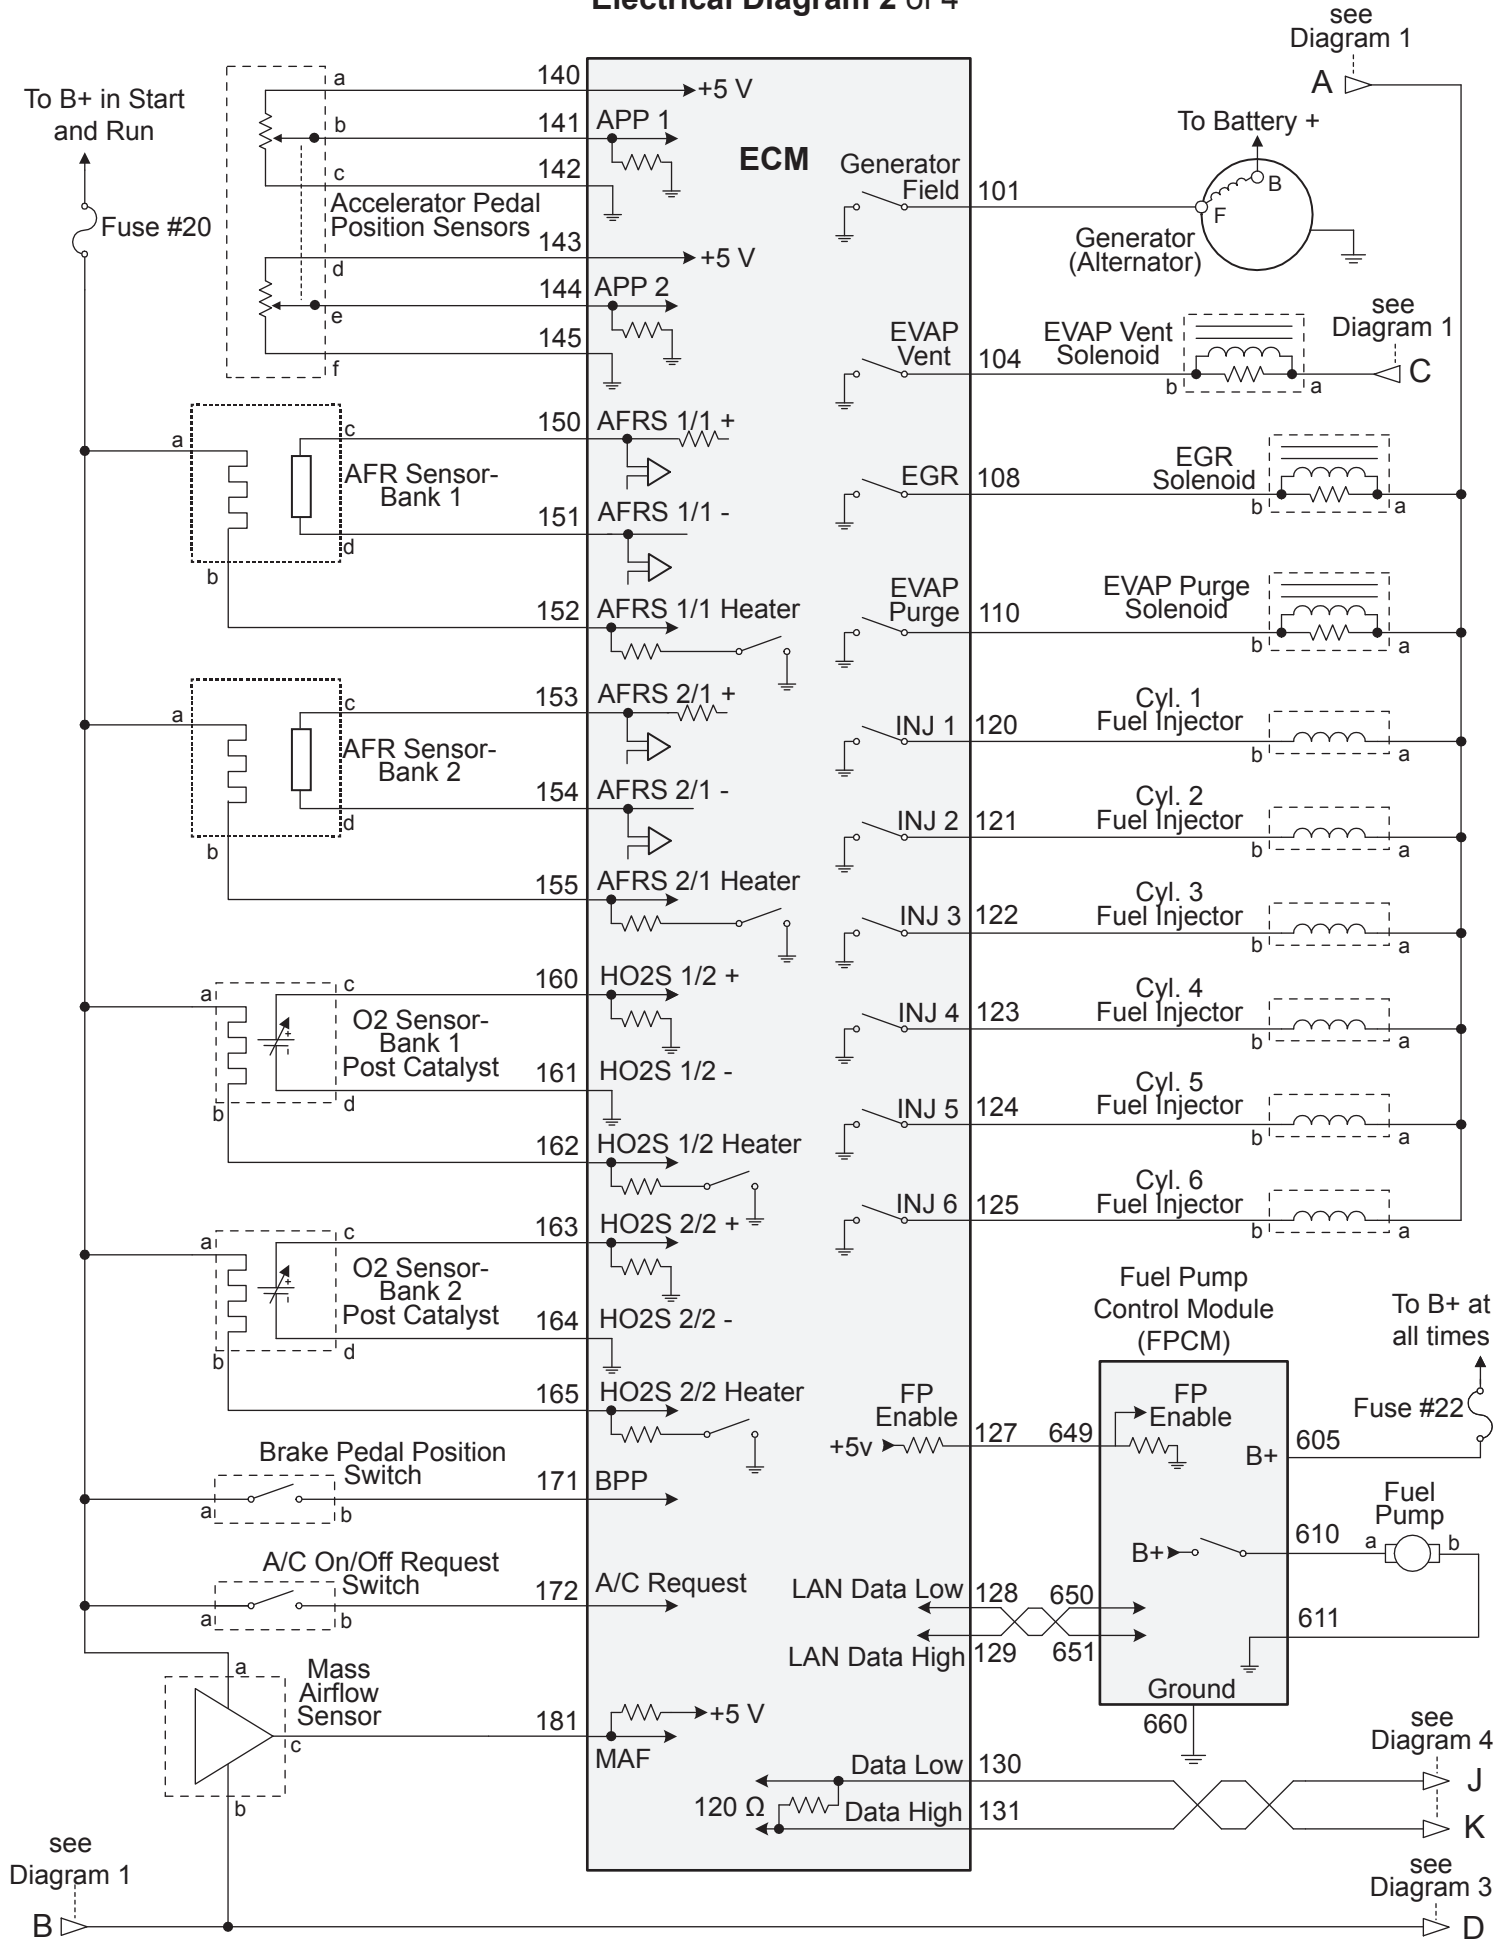 Electrical Diagram 2 of 4
To B+ in Start
and Run
Fuse #20
a
b
c
Accelerator Pedal
Position Sensors
d
e
f
140
+5 V
141
APP 1
142
143
+5 V
144
APP 2
145
ECM
a
b
c
d
AFR Sensor-
Bank 1
150
AFRS 1/1 +
151
AFRS 1/1 -
152
AFRS 1/1 Heater
a
b
c
d
AFR Sensor-
Bank 2
153
AFRS 2/1 +
154
AFRS 2/1 -
155
AFRS 2/1 Heater
a
b
c
d
O2 Sensor-
Bank 1
Post Catalyst
+
160
HO2S 1/2 +
161
HO2S 1/2 -
162
HO2S 1/2 Heater
a
b
c
d
O2 Sensor-
Bank 2
Post Catalyst
+
163
HO2S 2/2 +
164
HO2S 2/2 -
165
HO2S 2/2 Heater
Brake Pedal Position
Switch
a
b
171
BPP
A/C On/Off Request
Switch
a
b
172
A/C Request
Mass
Airflow
Sensor
a
b
c
181
+5 V
MAF
see
Diagram 1
B
see
Diagram 1
A
To Battery +
B
F
Generator
(Alternator)
Generator
Field
101
see
Diagram 1
C
EVAP
Vent
104
EVAP Vent
Solenoid
b
a
EGR
108
EGR
Solenoid
b
a
EVAP
Purge
110
EVAP Purge
Solenoid
b
a
INJ 1
120
Cyl. 1
Fuel Injector
b
a
INJ 2
121
Cyl. 2
Fuel Injector
b
a
INJ 3
122
Cyl. 3
Fuel Injector
b
a
INJ 4
123
Cyl. 4
Fuel Injector
b
a
INJ 5
124
Cyl. 5
Fuel Injector
b
a
INJ 6
125
Cyl. 6
Fuel Injector
b
a
Fuel Pump
Control Module
(FPCM)
To B+ at
all times
Fuse #22
FP
Enable
+5v
127
649
FP
Enable
B+
605
Fuel
Pump
610
a
b
B+
611
LAN Data Low
128
650
LAN Data High
129
651
Ground
660
Data Low
130
120 Ω
Data High
131
see
Diagram 4
J
K
see
Diagram 3
D